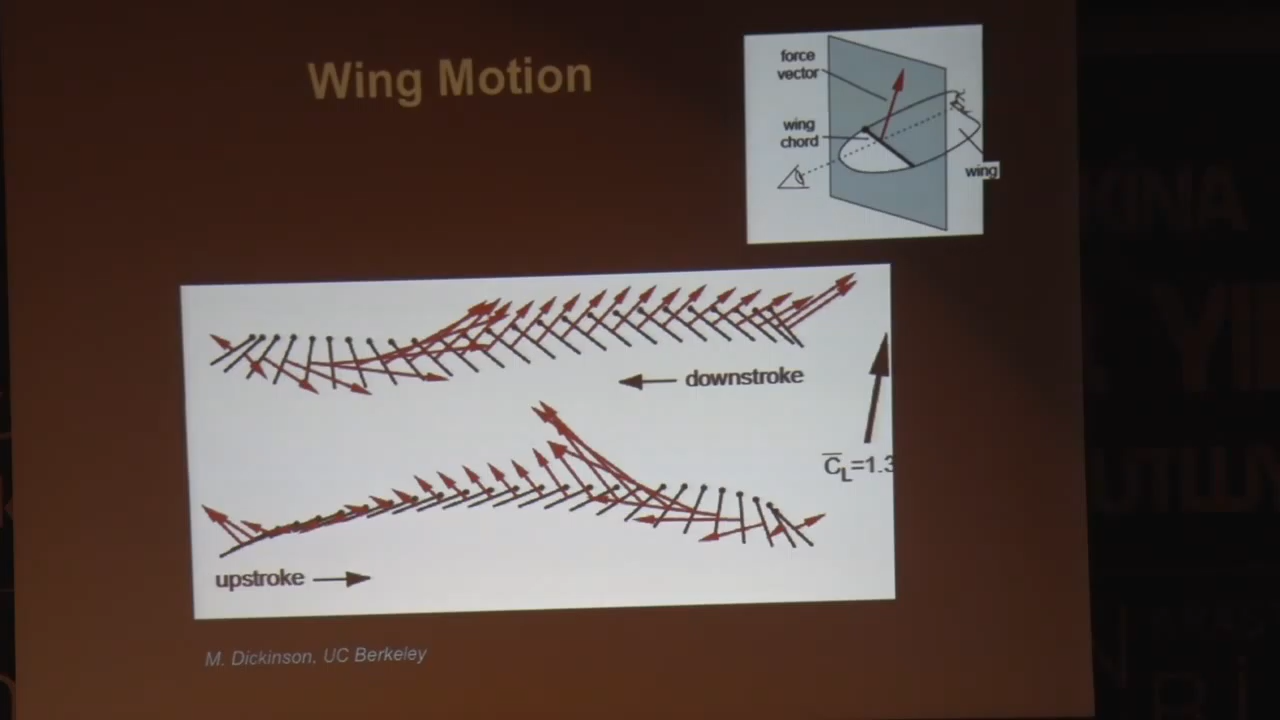 Wing Motion
force
vector
wing
chord
wing
downstroke
C̅L=1.3
upstroke
M. Dickinson, UC Berkeley